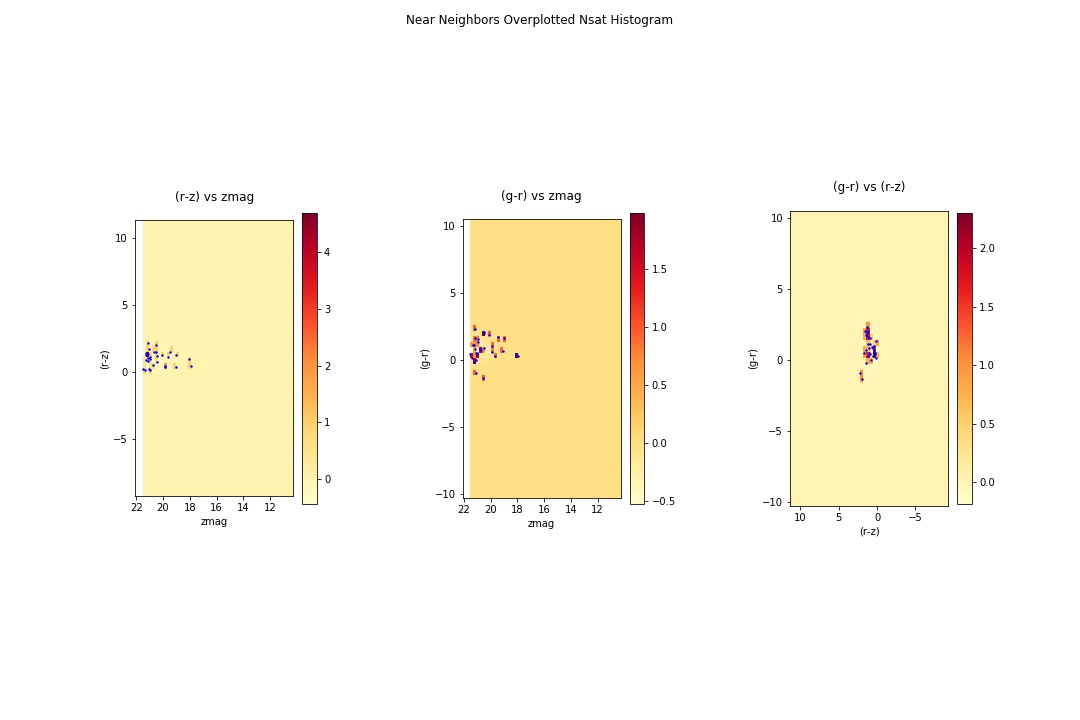 Near Neighbors Overplotted Nsat Histogram
(r-z) vs zmag
10
5
0
−5
(r-z)
22 20 18 16 14 12
zmag
4
3
2
1
0
(g-r) vs zmag
10
5
0
−5
−10
(g-r)
22 20 18 16 14 12
zmag
1.5
1.0
0.5
0.0
−0.5
(g-r) vs (r-z)
10
5
0
−5
−10
(g-r)
10 5 0 −5
(r-z)
2.0
1.5
1.0
0.5
0.0